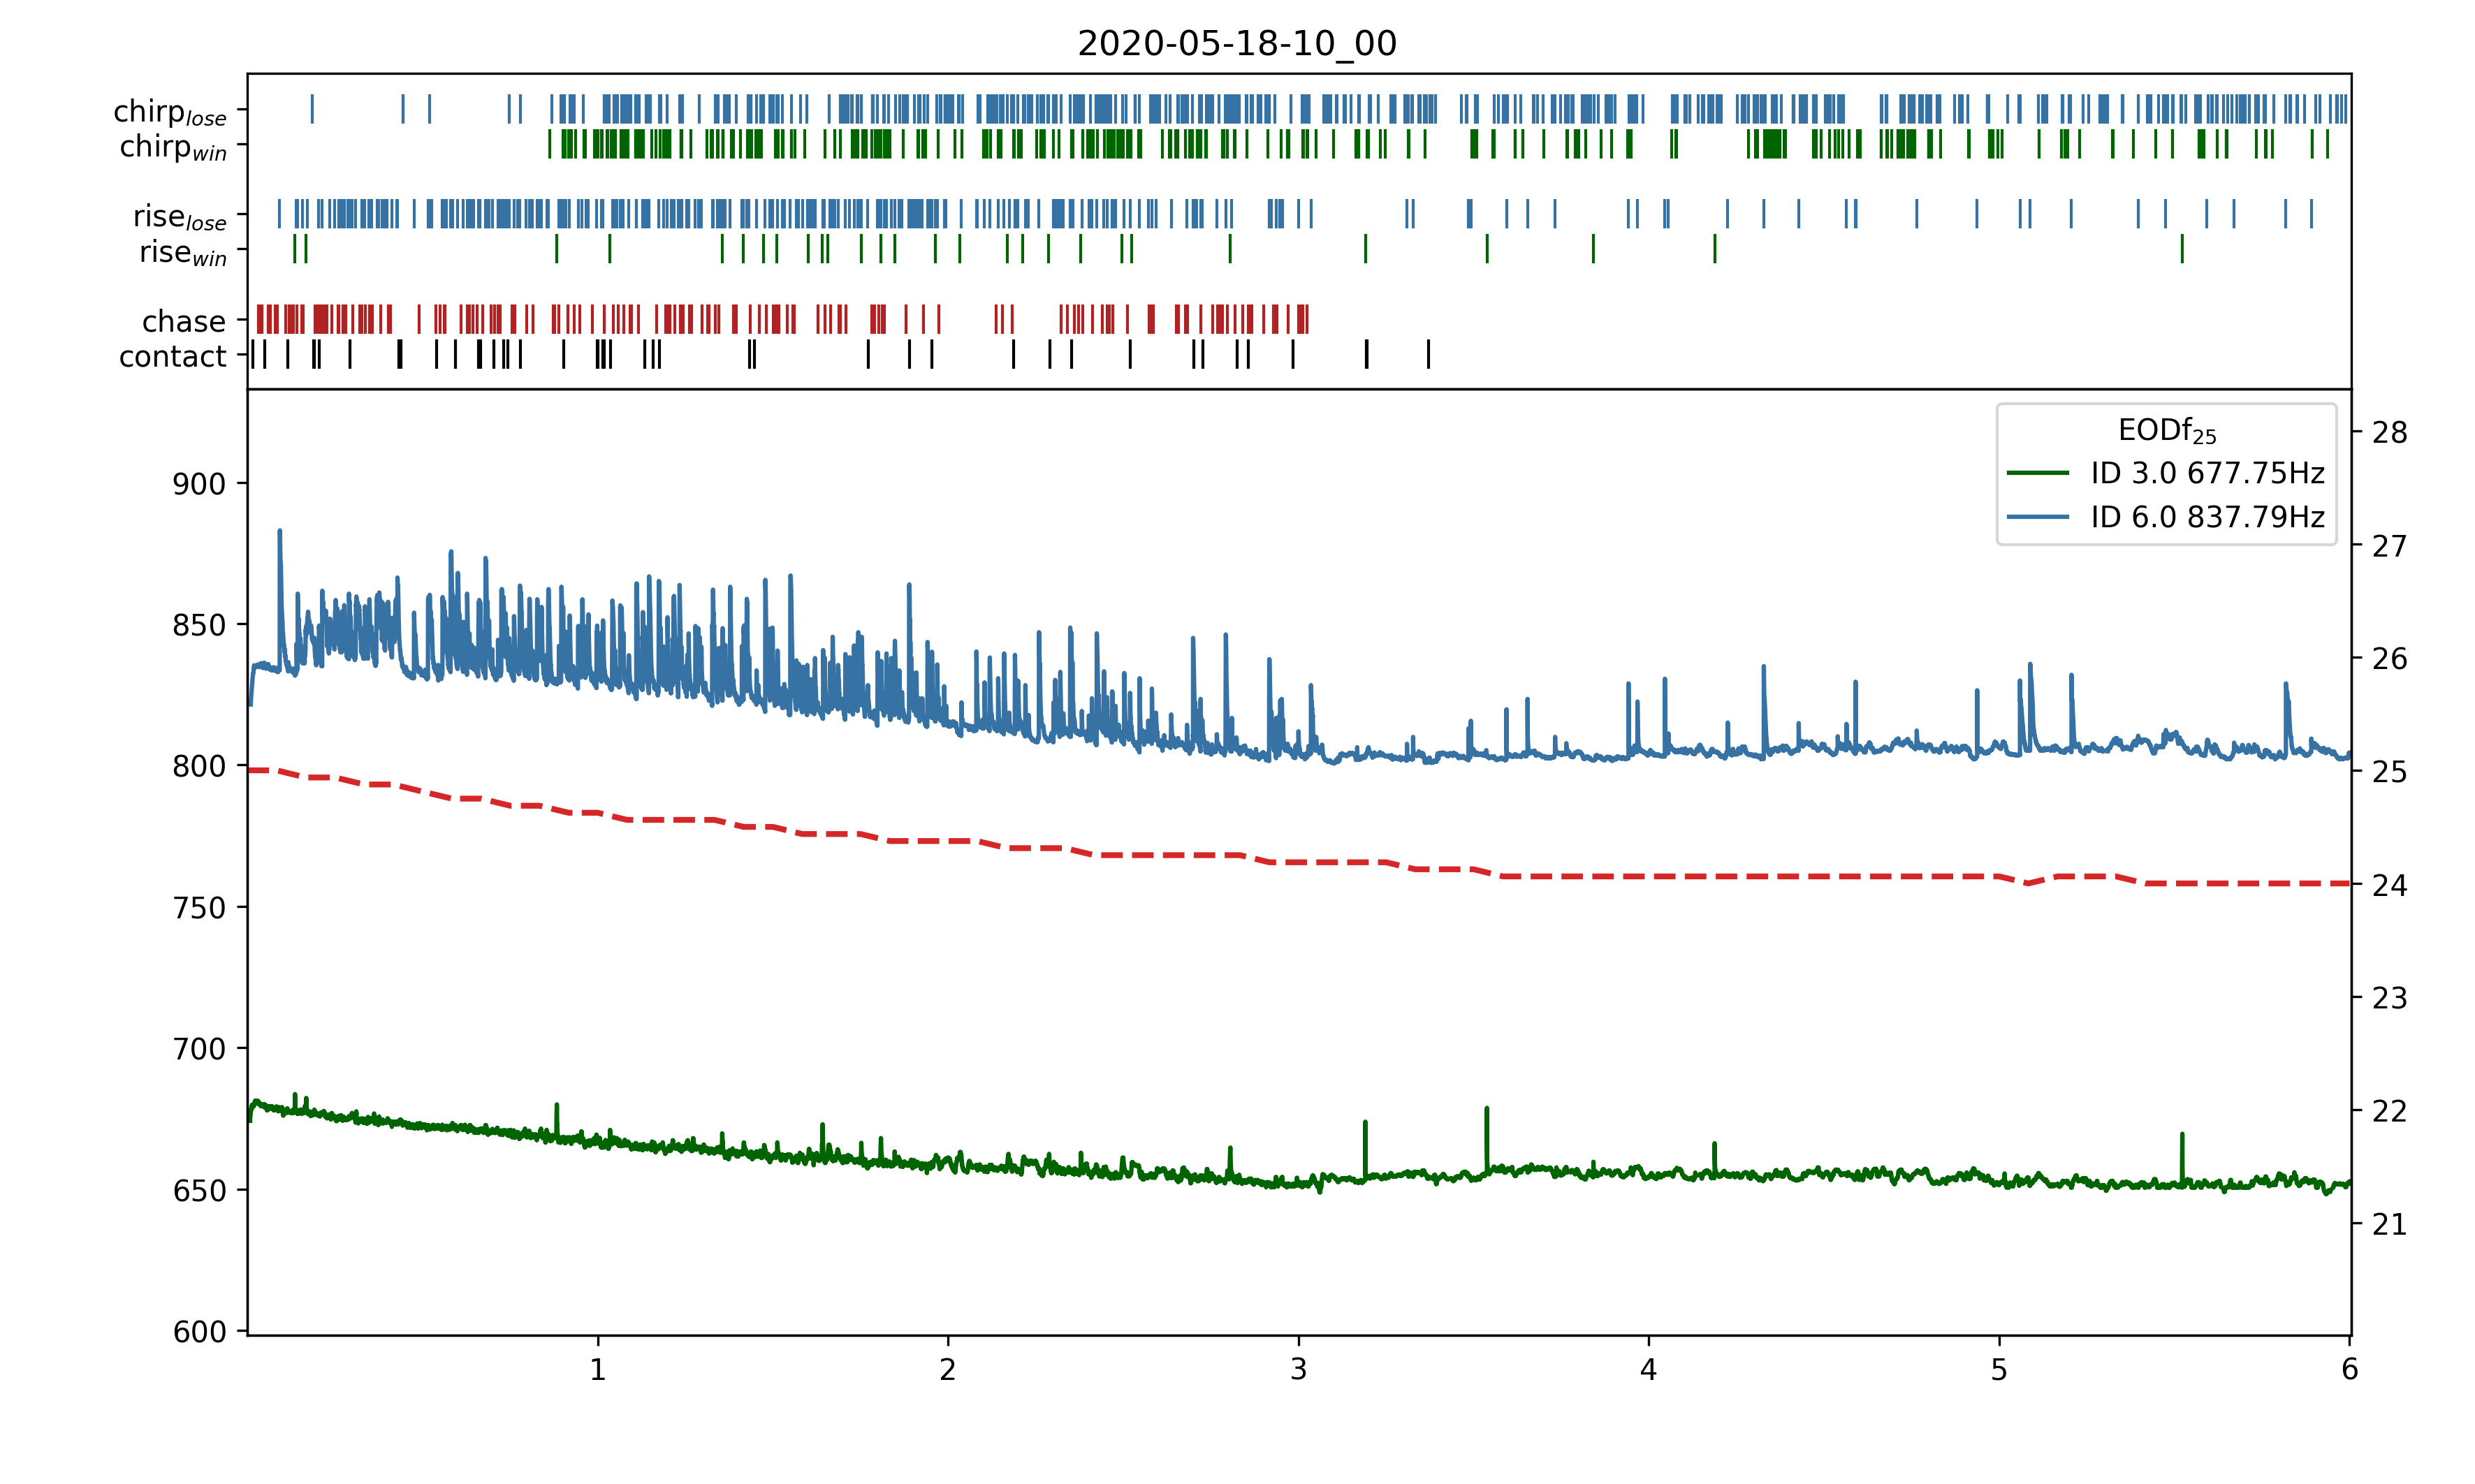 2020-05-18-10_00
chirp_lose
chirp_win
rise_lose
rise_win
chase
contact
EODf_25
ID 3.0 677.75Hz
ID 6.0 837.79Hz
900
850
800
750
700
650
600
28
27
26
25
24
23
22
21
1 2 3 4 5 6